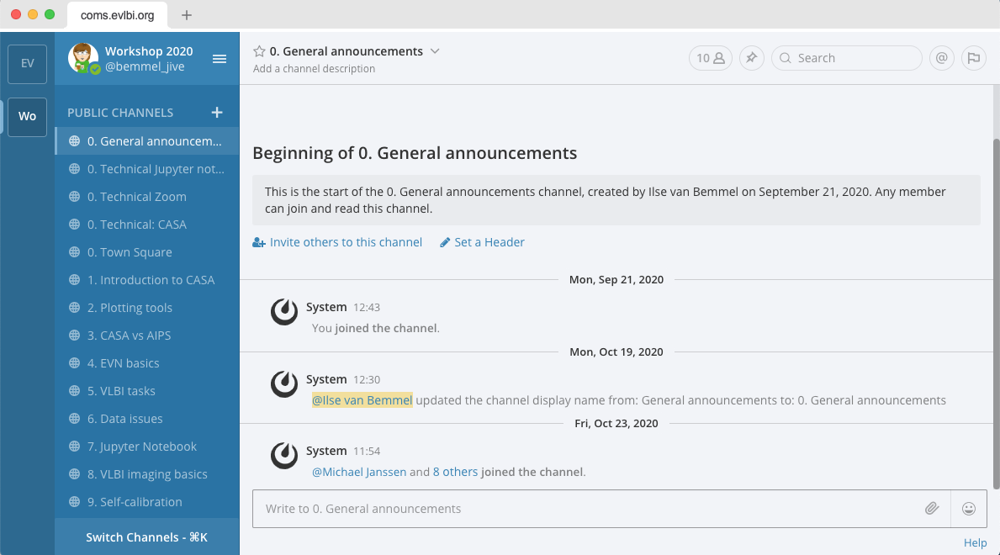 coms.evlbi.org
EV
Wo
Workshop 2020
@bemmel_jive
PUBLIC CHANNELS
0. General announcem...
0. Technical Jupyter not...
0. Technical Zoom
0. Technical: CASA
0. Town Square
1. Introduction to CASA
2. Plotting tools
3. CASA vs AIPS
4. EVN basics
5. VLBI tasks
6. Data issues
7. Jupyter Notebook
8. VLBI imaging basics
9. Self-calibration
Switch Channels - ⌘K
0. General announcements
Add a channel description
10
Search
@
Beginning of 0. General announcements
This is the start of the 0. General announcements channel, created by Ilse van Bemmel on September 21, 2020. Any member
can join and read this channel.
Invite others to this channel Set a Header
Mon, Sep 21, 2020
System 12:43
You joined the channel.
Mon, Oct 19, 2020
System 12:30
@Ilse van Bemmel updated the channel display name from: General announcements to: 0. General announcements
Fri, Oct 23, 2020
System 11:54
@Michael Janssen and 8 others joined the channel.
Write to 0. General announcements
Help